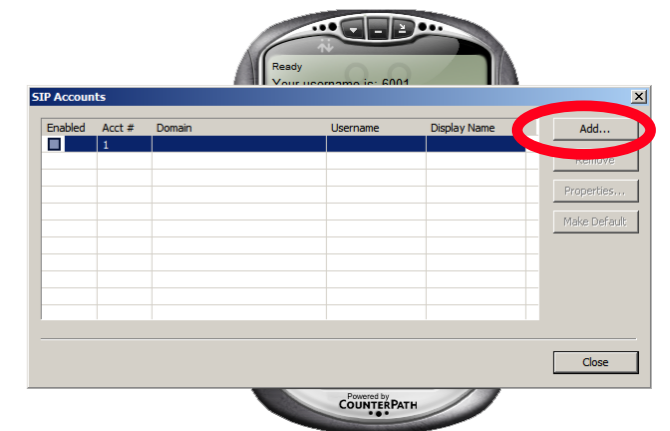 Ready
Your username is: 6001
SIP Accounts
Enabled Acct # Domain Username Display Name
1
Add...
Remove
Properties...
Make Default
Close
Powered by
COUNTERPATH